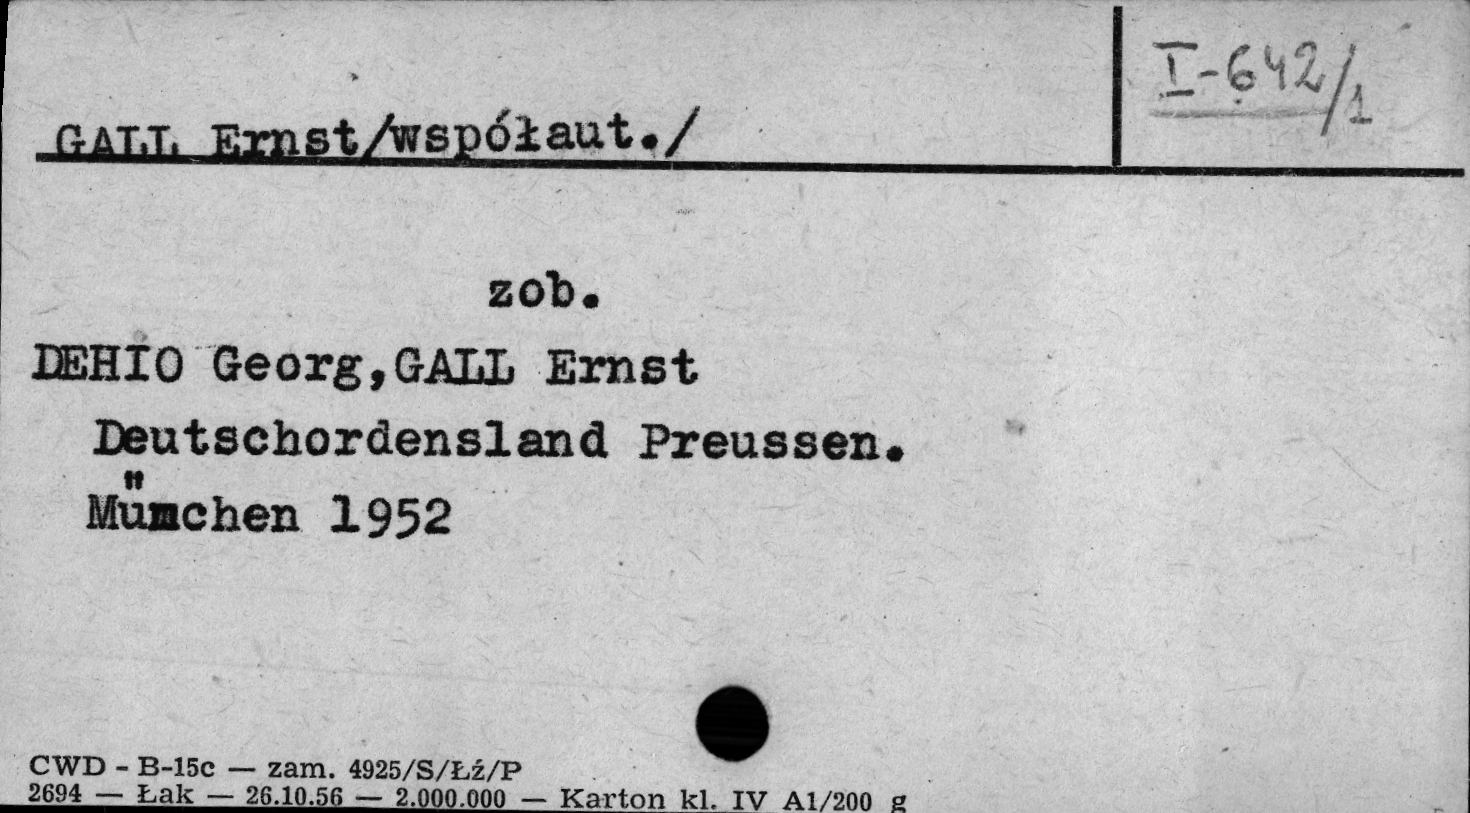 I-642/1
GALL Ernst/współaut./
zob.
DEHIO Georg,GALL Ernst
Deutschordensland Preussen.
München 1952
CWD - B-15c — zam. 4925/S/Łź/P
2694 — Łak — 26.10.56 — 2.000.000 — Karton kl. IV A1/200 g